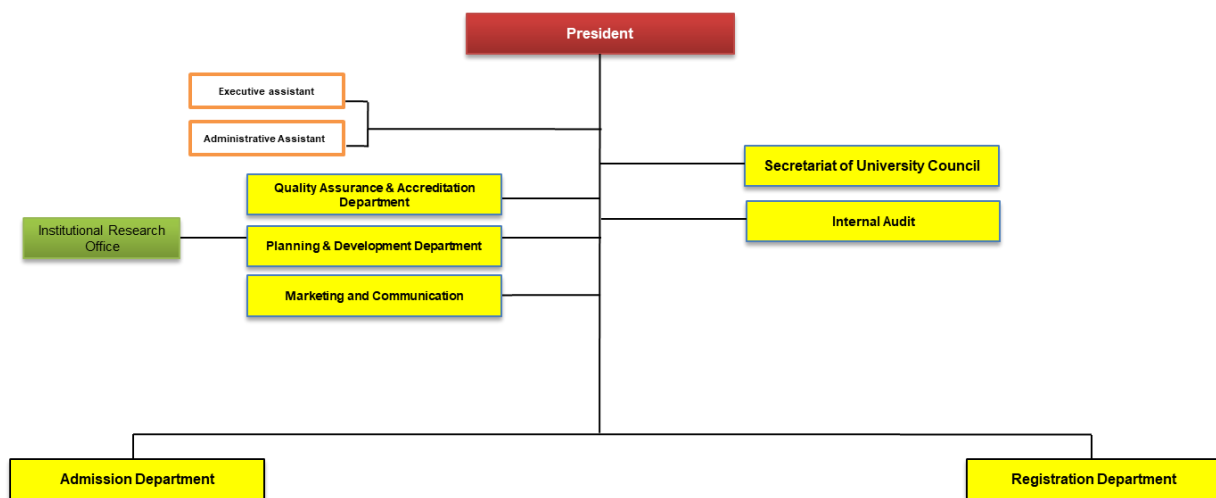 President
Executive assistant
Administrative Assistant
Secretariat of University Council
Quality Assurance & Accreditation
Department
Internal Audit
Institutional Research
Office
Planning & Development Department
Marketing and Communication
Admission Department
Registration Department